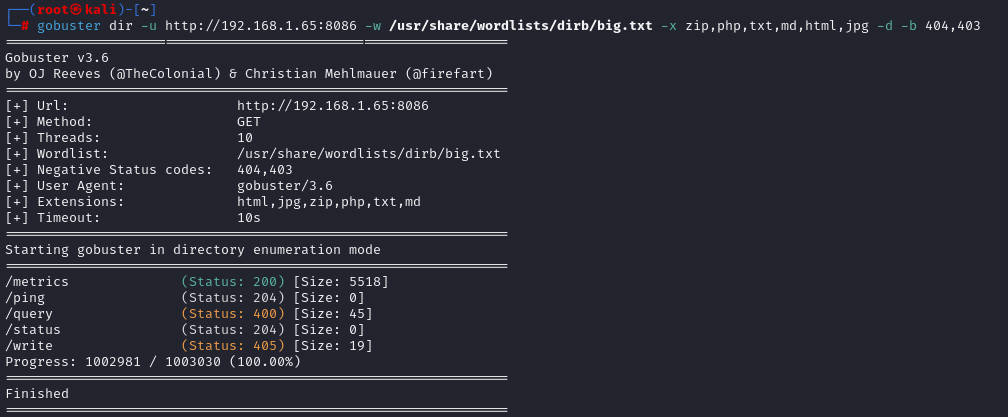 ┌──(root㉿kali)-[~]
└─# gobuster dir -u http://192.168.1.65:8086 -w /usr/share/wordlists/dirb/big.txt -x zip,php,txt,md,html,jpg -d -b 404,403
===============================================================
Gobuster v3.6
by OJ Reeves (@TheColonial) & Christian Mehlmauer (@firefart)
===============================================================
[+] Url:                     http://192.168.1.65:8086
[+] Method:                  GET
[+] Threads:                 10
[+] Wordlist:                /usr/share/wordlists/dirb/big.txt
[+] Negative Status codes:   404,403
[+] User Agent:              gobuster/3.6
[+] Extensions:              html,jpg,zip,php,txt,md
[+] Timeout:                 10s
===============================================================
Starting gobuster in directory enumeration mode
===============================================================
/metrics              (Status: 200) [Size: 5518]
/ping                 (Status: 204) [Size: 0]
/query                (Status: 400) [Size: 45]
/status               (Status: 204) [Size: 0]
/write                (Status: 405) [Size: 19]
Progress: 1002981 / 1003030 (100.00%)
===============================================================
Finished
===============================================================